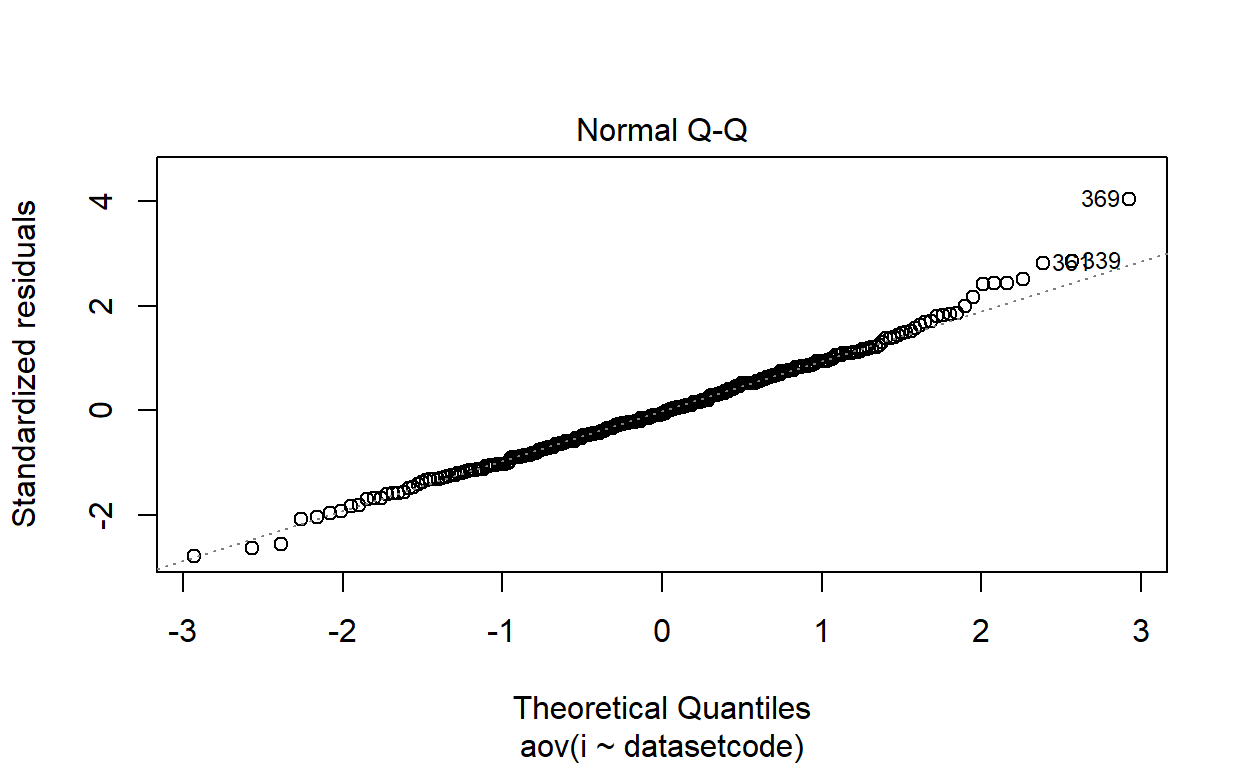 Normal Q-Q
Standardized residuals
4
2
0
-2
369
361
339
-3 -2 -1 0 1 2 3
Theoretical Quantiles
aov(i ~ datasetcode)